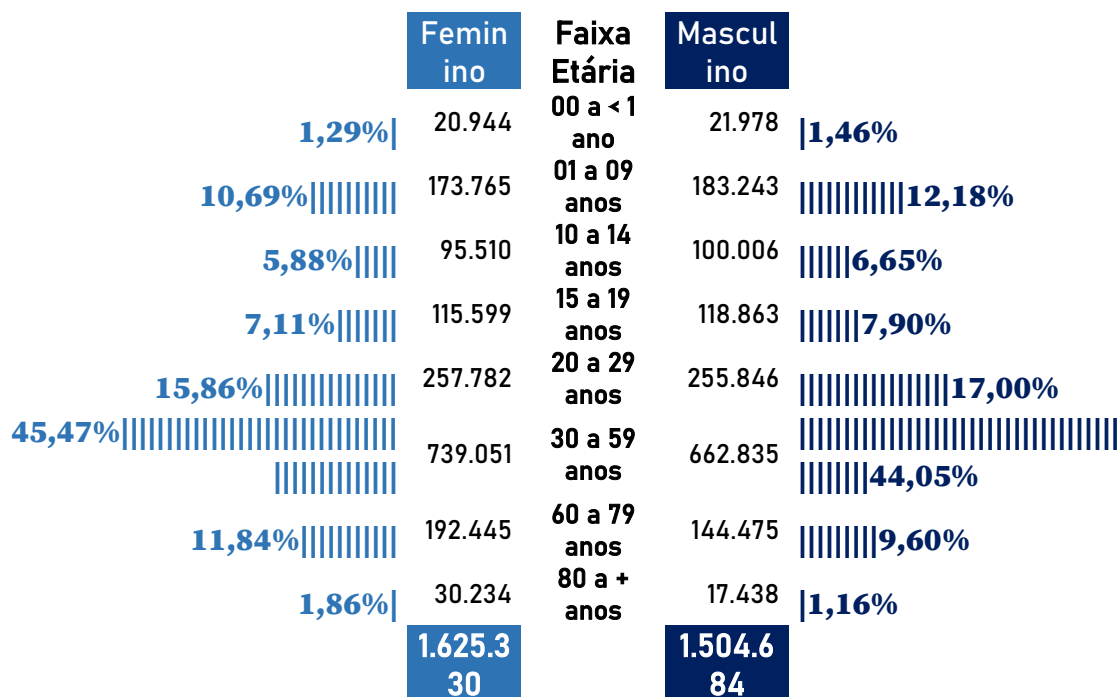 Femin
ino
Faixa
Etária
Mascul
ino
1,29%
20.944
00 a < 1
ano
21.978
1,46%
10,69%
173.765
01 a 09
anos
183.243
12,18%
5,88%
95.510
10 a 14
anos
100.006
6,65%
7,11%
115.599
15 a 19
anos
118.863
7,90%
15,86%
257.782
20 a 29
anos
255.846
17,00%
45,47%
739.051
30 a 59
anos
662.835
44,05%
11,84%
192.445
60 a 79
anos
144.475
9,60%
1,86%
30.234
80 a +
anos
17.438
1,16%
1.625.3
30
1.504.6
84